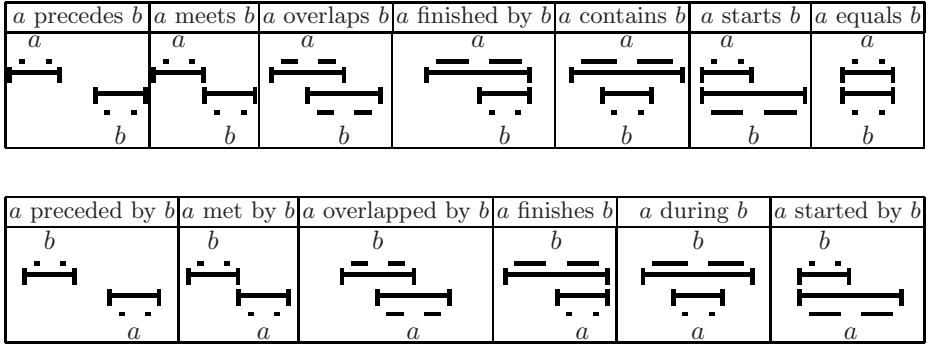 a precedes b a meets b a overlaps b a finished by b a contains b a starts b a equals b
a a a a a a a
b b b b b b b
a preceded by b a met by b a overlapped by b a finishes b a during b a started by b
b b b b b b
a a a a a a